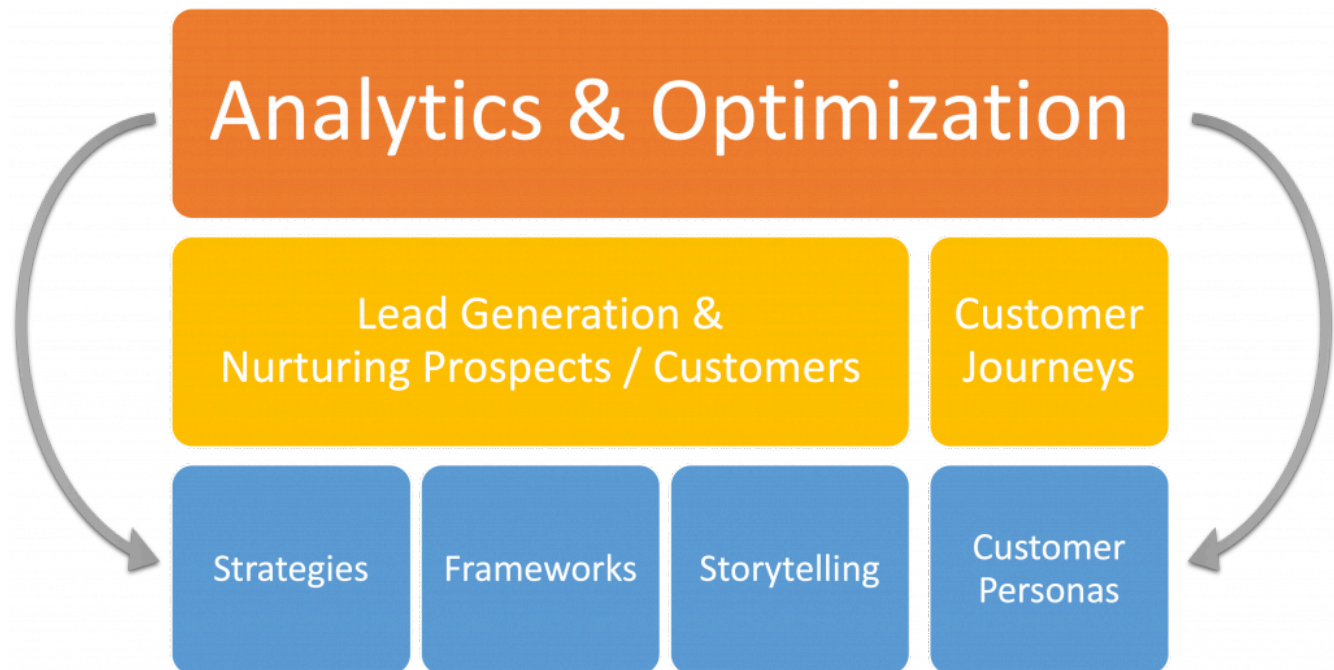 Analytics & Optimization
Lead Generation &
Nurturing Prospects / Customers
Customer
Journeys
Strategies
Frameworks
Storytelling
Customer
Personas